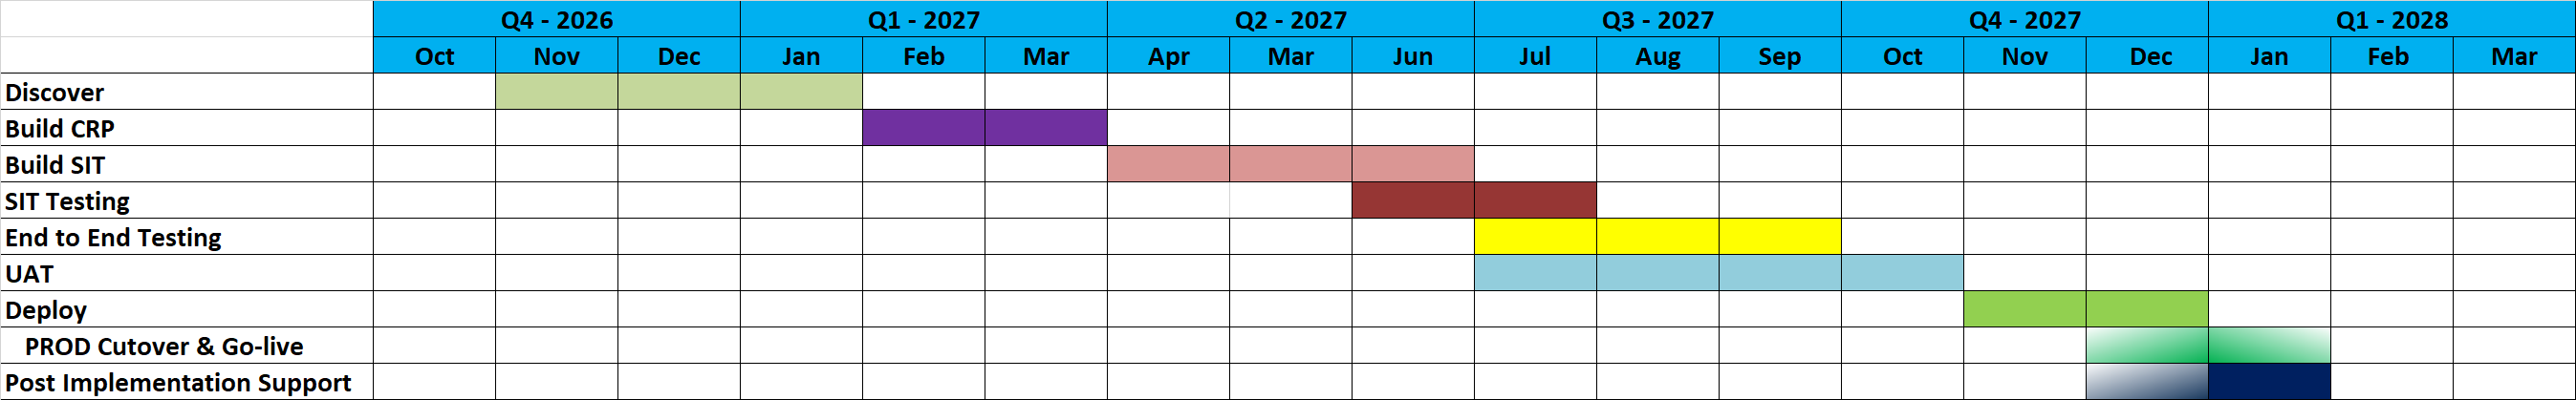 Q4 - 2026 Q1 - 2027 Q2 - 2027 Q3 - 2027 Q4 - 2027 Q1 - 2028
Oct Nov Dec Jan Feb Mar Apr Mar Jun Jul Aug Sep Oct Nov Dec Jan Feb Mar
Discover
Build CRP
Build SIT
SIT Testing
End to End Testing
UAT
Deploy
PROD Cutover & Go-live
Post Implementation Support